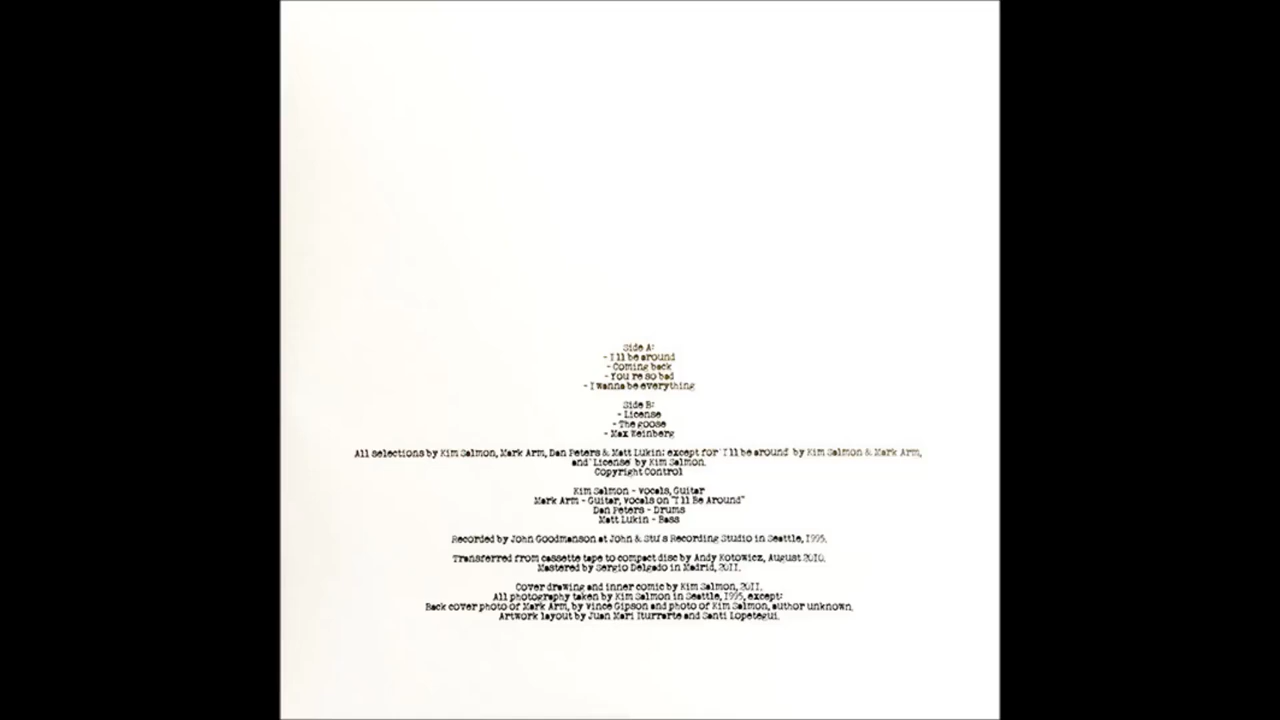 Side A:
- I'll be around
- Coming back
- You're so bad
- I wanna be everything
Side B:
- License
- The goose
- Max Weinberg
All selections by Kim Salmon, Mark Arm, Dan Peters & Matt Lukin; except for "I'll be around" by Kim Salmon & Mark Arm,
and "License" by Kim Salmon.
Copyright Control
Kim Salmon - vocals, Guitar
Mark Arm - Guitar, vocals on "I'll Be Around"
Dan Peters - Drums
Matt Lukin - Bass
Recorded by John Goodmanson at John & Stu's Recording Studio in Seattle, 1995.
Transferred from cassette tape to compact disc by Andy Kotowicz, August 2010.
Mastered by Sergio Delgado in Madrid, 2011.
Cover drawing and inner comic by Kim Salmon, 2011.
All photography taken by Kim Salmon in Seattle, 1995, except:
Back cover photo of Mark Arm, by Vince Gipson and photo of Kim Salmon, author unknown.
Artwork layout by Juan Mari Iturrarte and Santi Lopetegui.